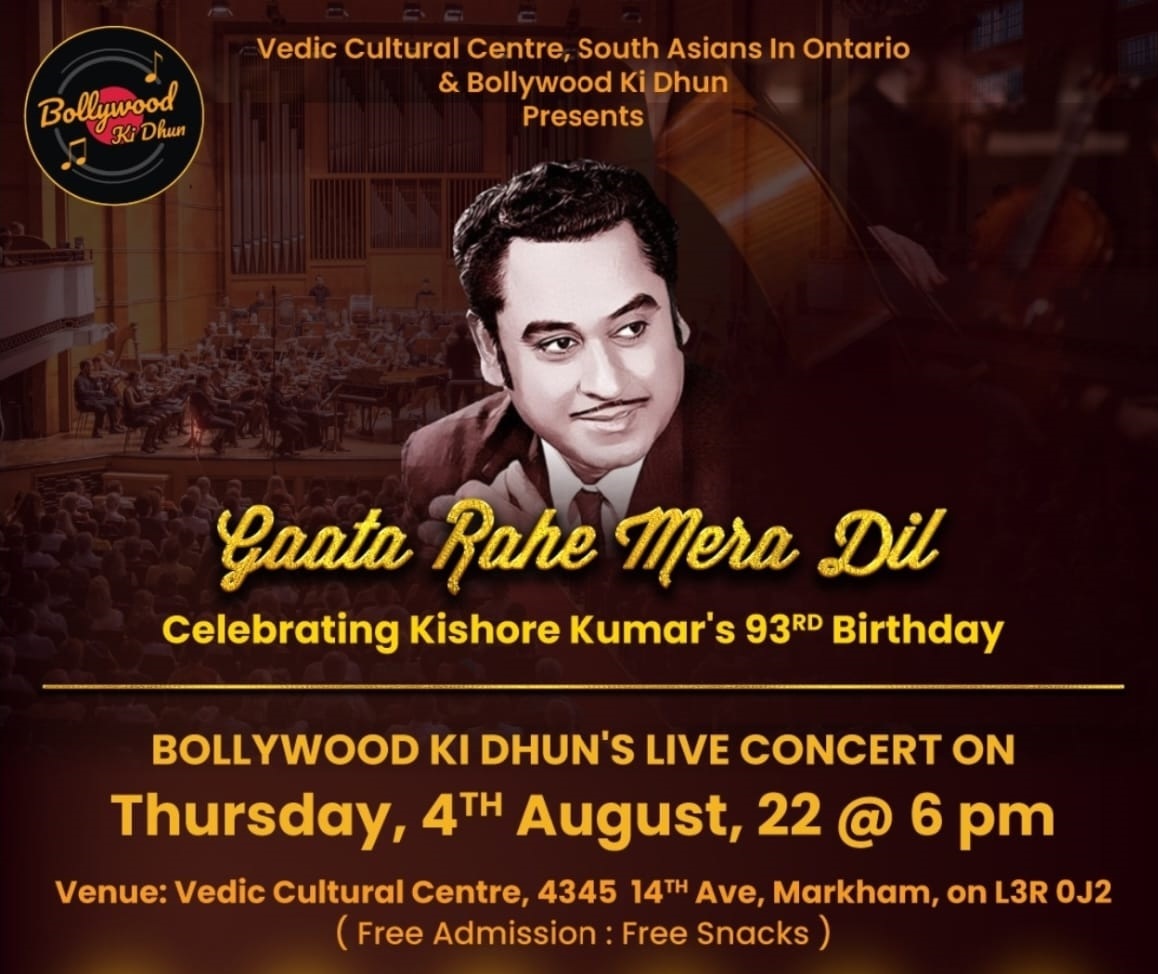 Bollywood
Ki Dhun
Vedic Cultural Centre, South Asians In Ontario
& Bollywood Ki Dhun
Presents
Gaata Rahe Mera Dil
Celebrating Kishore Kumar's 93RD Birthday
BOLLYWOOD KI DHUN'S LIVE CONCERT ON
Thursday, 4TH August, 22 @ 6 pm
Venue: Vedic Cultural Centre, 4345 14TH Ave, Markham, on L3R 0J2
( Free Admission : Free Snacks )